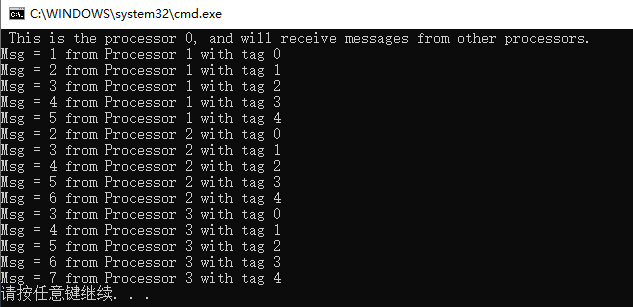 C:\WINDOWS\system32\cmd.exe
This is the processor 0, and will receive messages from other processors.
Msg = 1 from Processor 1 with tag 0
Msg = 2 from Processor 1 with tag 1
Msg = 3 from Processor 1 with tag 2
Msg = 4 from Processor 1 with tag 3
Msg = 5 from Processor 1 with tag 4
Msg = 2 from Processor 2 with tag 0
Msg = 3 from Processor 2 with tag 1
Msg = 4 from Processor 2 with tag 2
Msg = 5 from Processor 2 with tag 3
Msg = 6 from Processor 2 with tag 4
Msg = 3 from Processor 3 with tag 0
Msg = 4 from Processor 3 with tag 1
Msg = 5 from Processor 3 with tag 2
Msg = 6 from Processor 3 with tag 3
Msg = 7 from Processor 3 with tag 4
请按任意键继续. . .